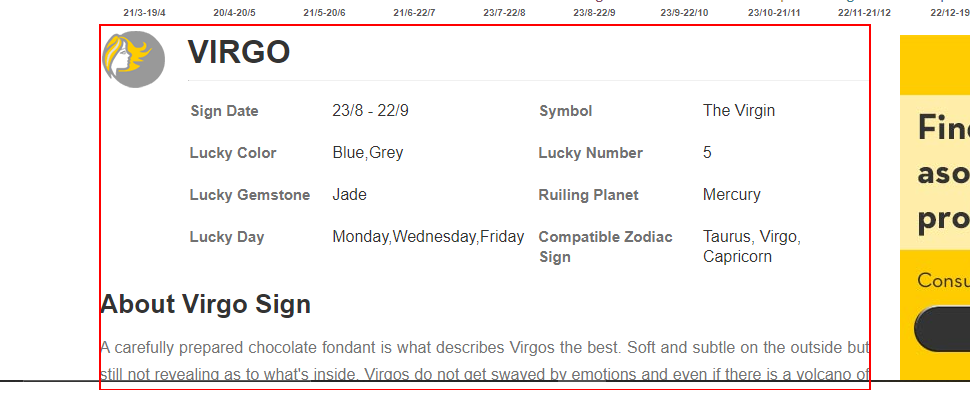 21/3-19/4 20/4-20/5 21/5-20/6 21/6-22/7 23/7-22/8 23/8-22/9 23/9-22/10 23/10-21/11 22/11-21/12 22/12-19
VIRGO
Sign Date 23/8 - 22/9 Symbol The Virgin
Lucky Color Blue,Grey Lucky Number 5
Lucky Gemstone Jade Ruiling Planet Mercury
Lucky Day Monday,Wednesday,Friday Compatible Zodiac Sign Taurus, Virgo, Capricorn
About Virgo Sign
A carefully prepared chocolate fondant is what describes Virgos the best. Soft and subtle on the outside but
still not revealing as to what's inside. Virgos do not get swayed by emotions and even if there is a volcano of
Fin
aso
pro
Consu